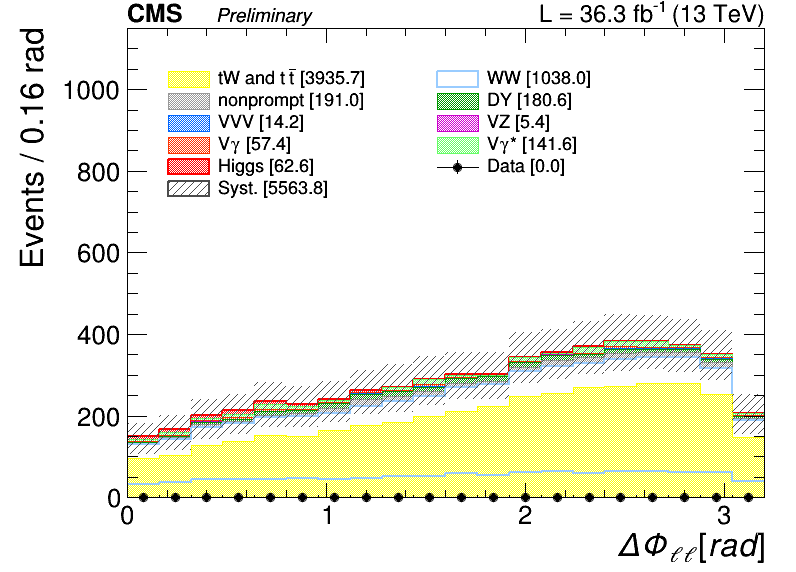 CMS Preliminary L = 36.3 fb⁻¹ (13 TeV)
Events / 0.16 rad
1000
800
600
400
200
0
tW and t t̄ [3935.7]
nonprompt [191.0]
VVV [14.2]
Vγ [57.4]
Higgs [62.6]
Syst. [5563.8]
WW [1038.0]
DY [180.6]
VZ [5.4]
Vγ* [141.6]
Data [0.0]
0 1 2 3
ΔΦℓℓ[rad]